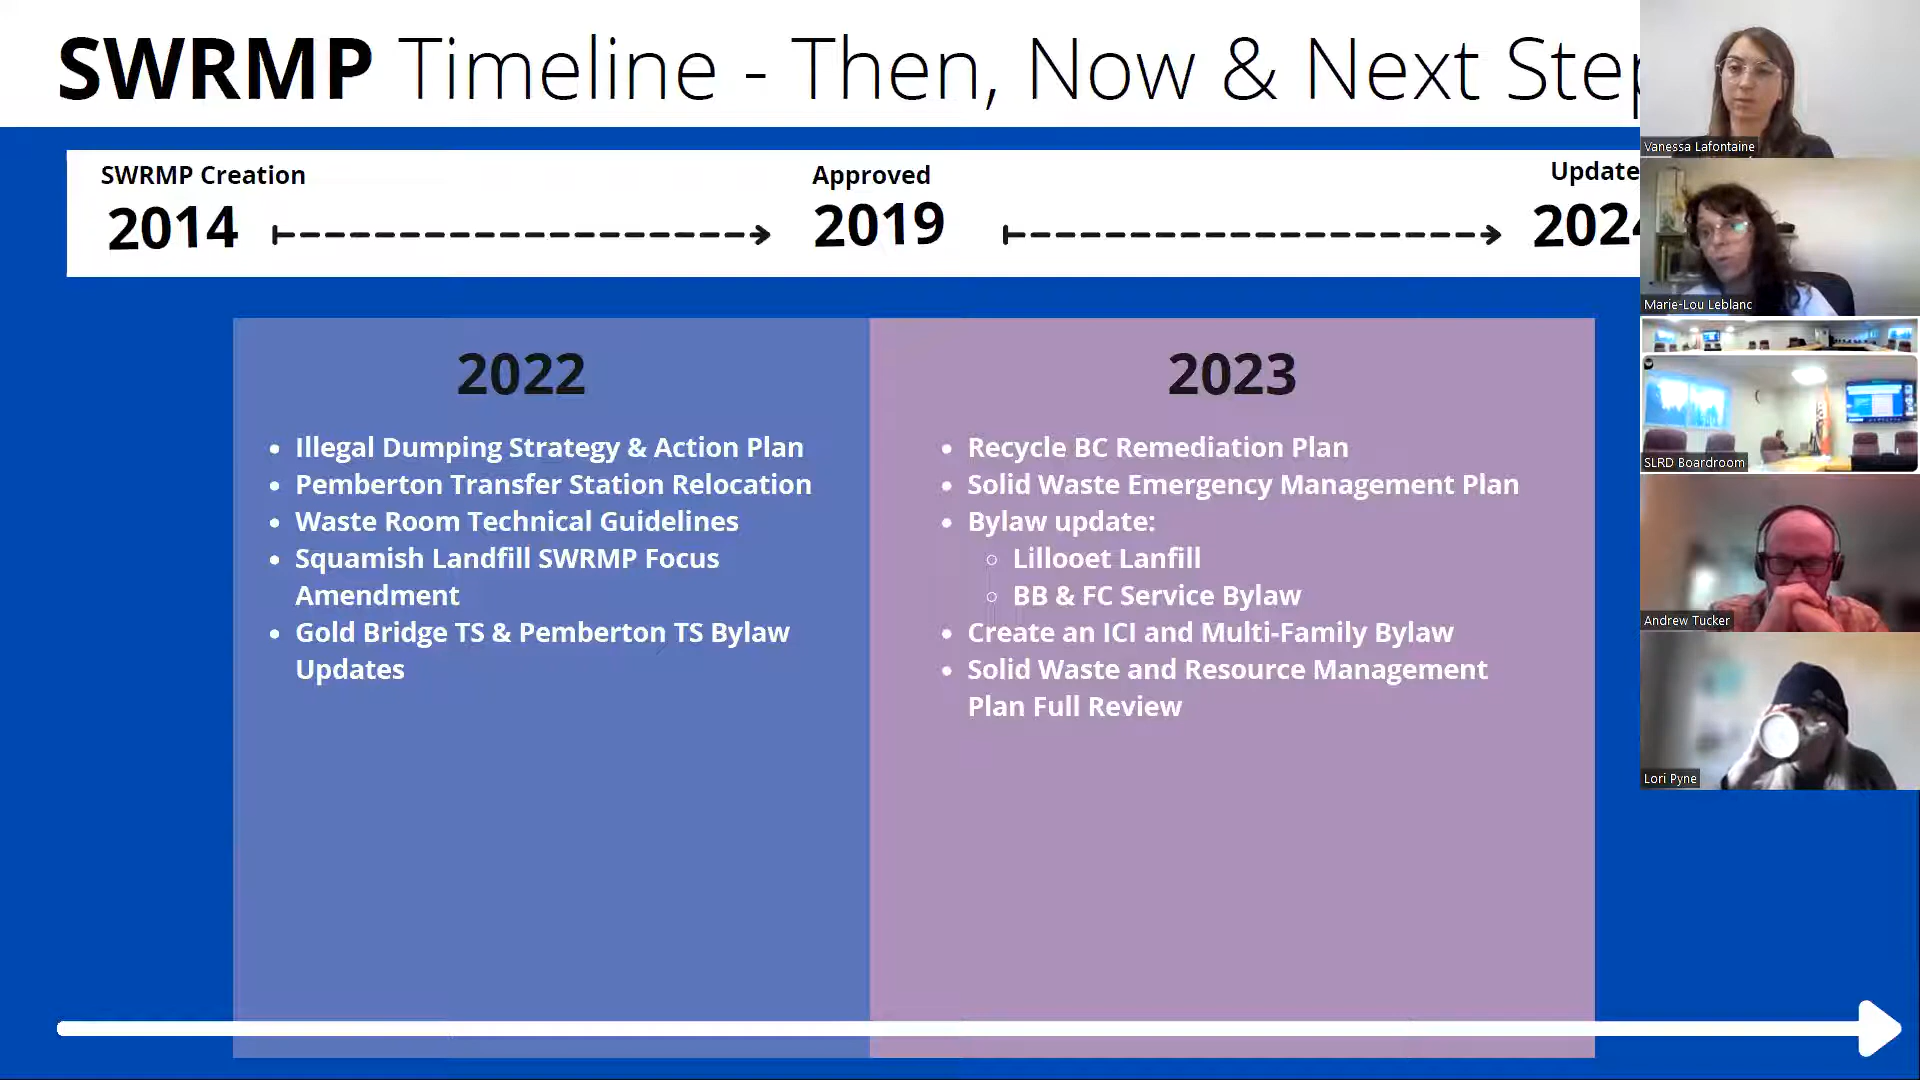 SWRMP Timeline - Then, Now & Next Step
SWRMP Creation
2014
Approved
2019
Update
2024
2022
• Illegal Dumping Strategy & Action Plan
• Pemberton Transfer Station Relocation
• Waste Room Technical Guidelines
• Squamish Landfill SWRMP Focus
Amendment
• Gold Bridge TS & Pemberton TS Bylaw
Updates
2023
• Recycle BC Remediation Plan
• Solid Waste Emergency Management Plan
• Bylaw update:
○ Lillooet Lanfill
○ BB & FC Service Bylaw
• Create an ICI and Multi-Family Bylaw
• Solid Waste and Resource Management
Plan Full Review
Vanessa Lafontaine
Marie-Lou Leblanc
SLRD Boardroom
Andrew Tucker
Lori Pyne